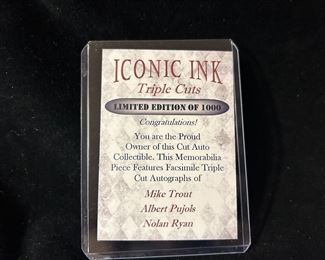 ICONIC INK
Triple Cuts
LIMITED EDITION OF 1000
Congratulations!
You are the Proud
Owner of this Cut Auto
Collectible. This Memorabilia
Piece Features Facsimile Triple
Cut Autographs of
Mike Trout
Albert Pujols
Nolan Ryan